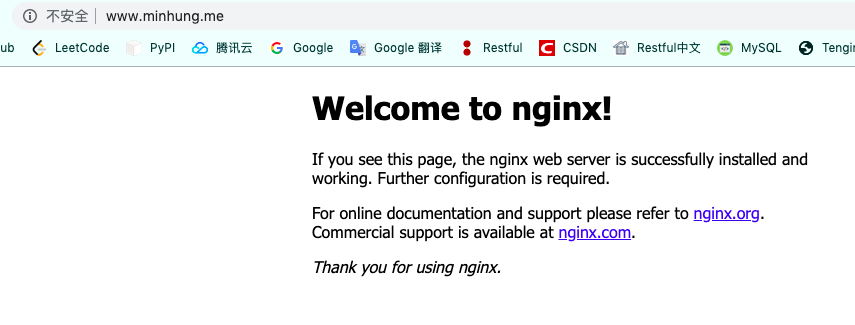 不安全 www.minhung.me
ub LeetCode PyPI 腾讯云 Google Google 翻译 Restful CSDN Restful中文 MySQL Tengin
Welcome to nginx!
If you see this page, the nginx web server is successfully installed and
working. Further configuration is required.
For online documentation and support please refer to nginx.org.
Commercial support is available at nginx.com.
Thank you for using nginx.